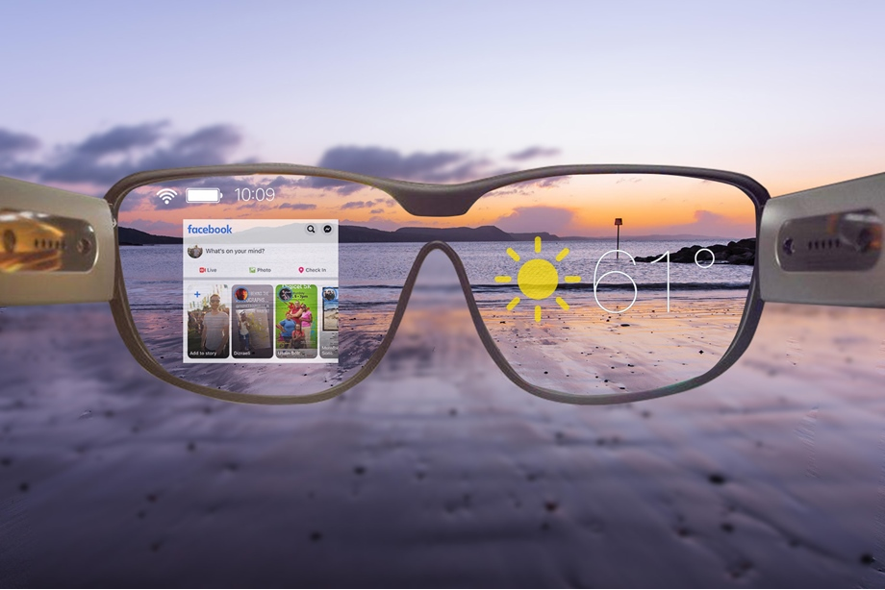 10:09
facebook
What's on your mind?
Live Photo Check In
Add to story
61°